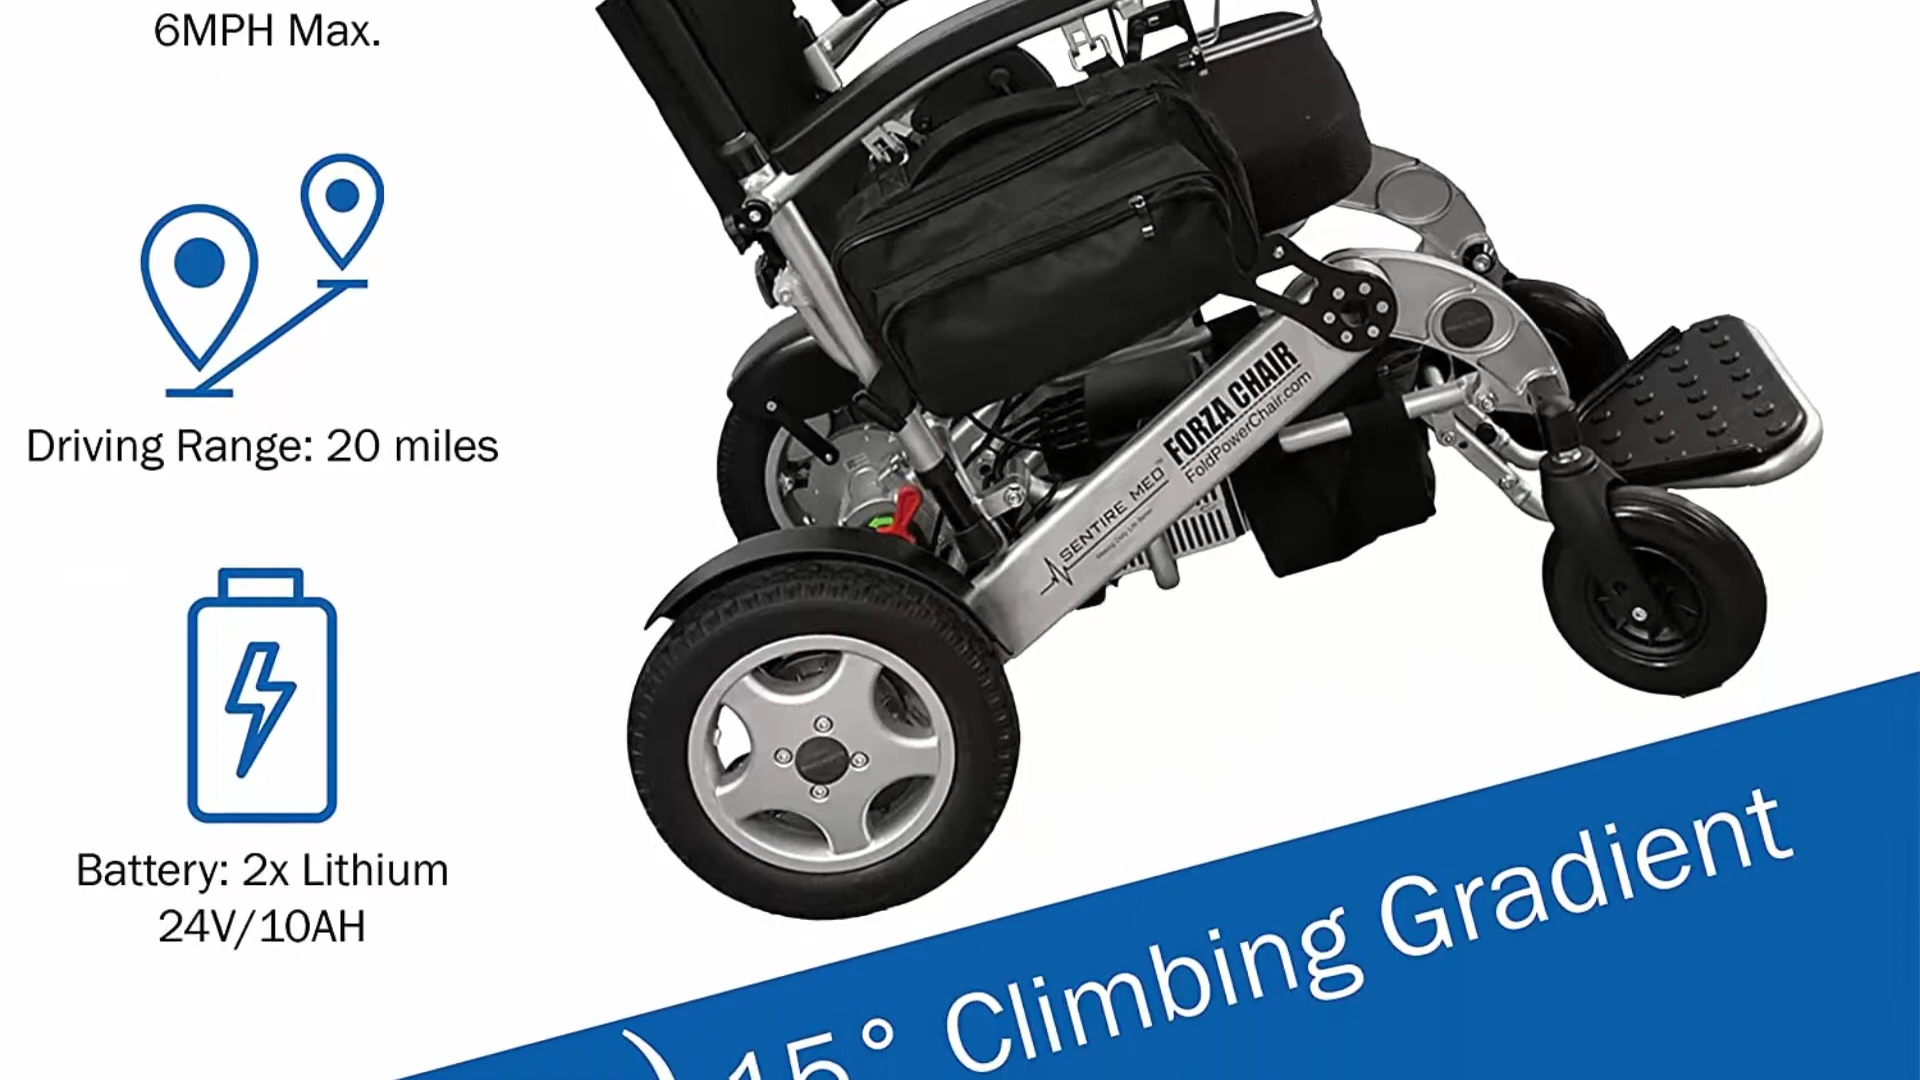 6MPH Max.
Driving Range: 20 miles
Battery: 2x Lithium
24V/10AH
FORZA CHAIR
FoldPowerChair.com
SENTIRE MED™
15° Climbing Gradient